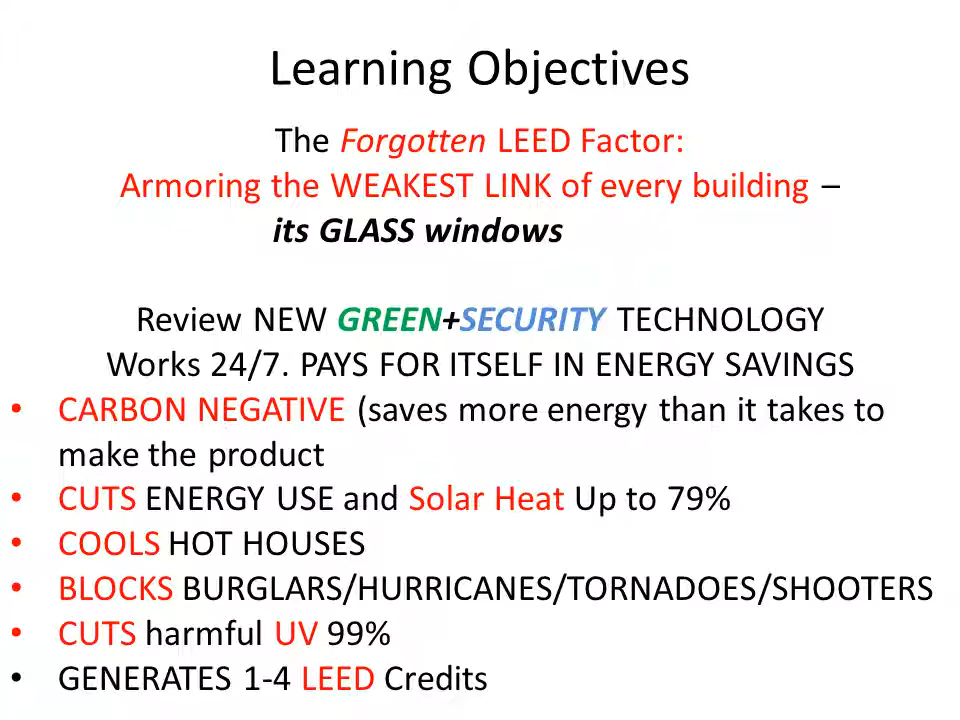 Learning Objectives
The Forgotten LEED Factor:
Armoring the WEAKEST LINK of every building –
its GLASS windows
Review NEW GREEN+SECURITY TECHNOLOGY
Works 24/7. PAYS FOR ITSELF IN ENERGY SAVINGS
• CARBON NEGATIVE (saves more energy than it takes to
make the product
• CUTS ENERGY USE and Solar Heat Up to 79%
• COOLS HOT HOUSES
• BLOCKS BURGLARS/HURRICANES/TORNADOES/SHOOTERS
• CUTS harmful UV 99%
• GENERATES 1-4 LEED Credits